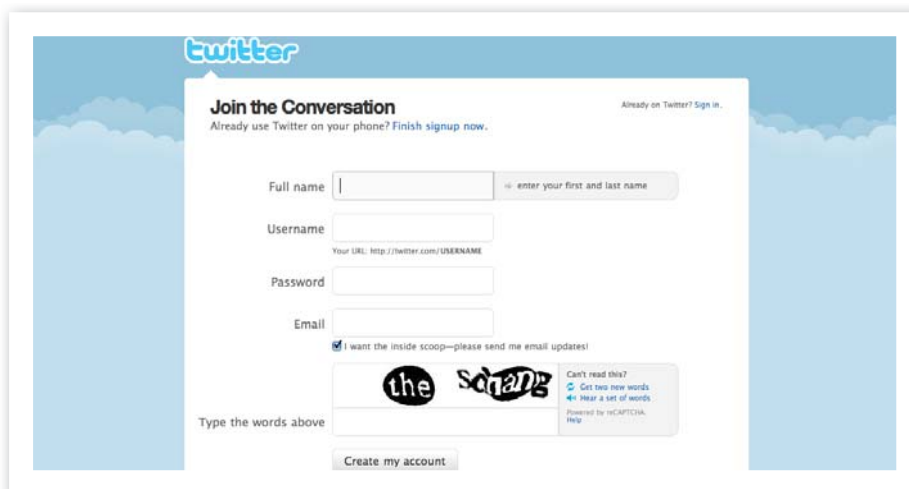 twitter
Join the Conversation
Already on Twitter? Sign in.
Already use Twitter on your phone? Finish signup now.
Full name
enter your first and last name
Username
Your URL: http://twitter.com/USERNAME
Password
Email
I want the inside scoop—please send me email updates!
the schang
Can't read this?
Get two new words
Hear a set of words
Powered by reCAPTCHA.
Help
Type the words above
Create my account